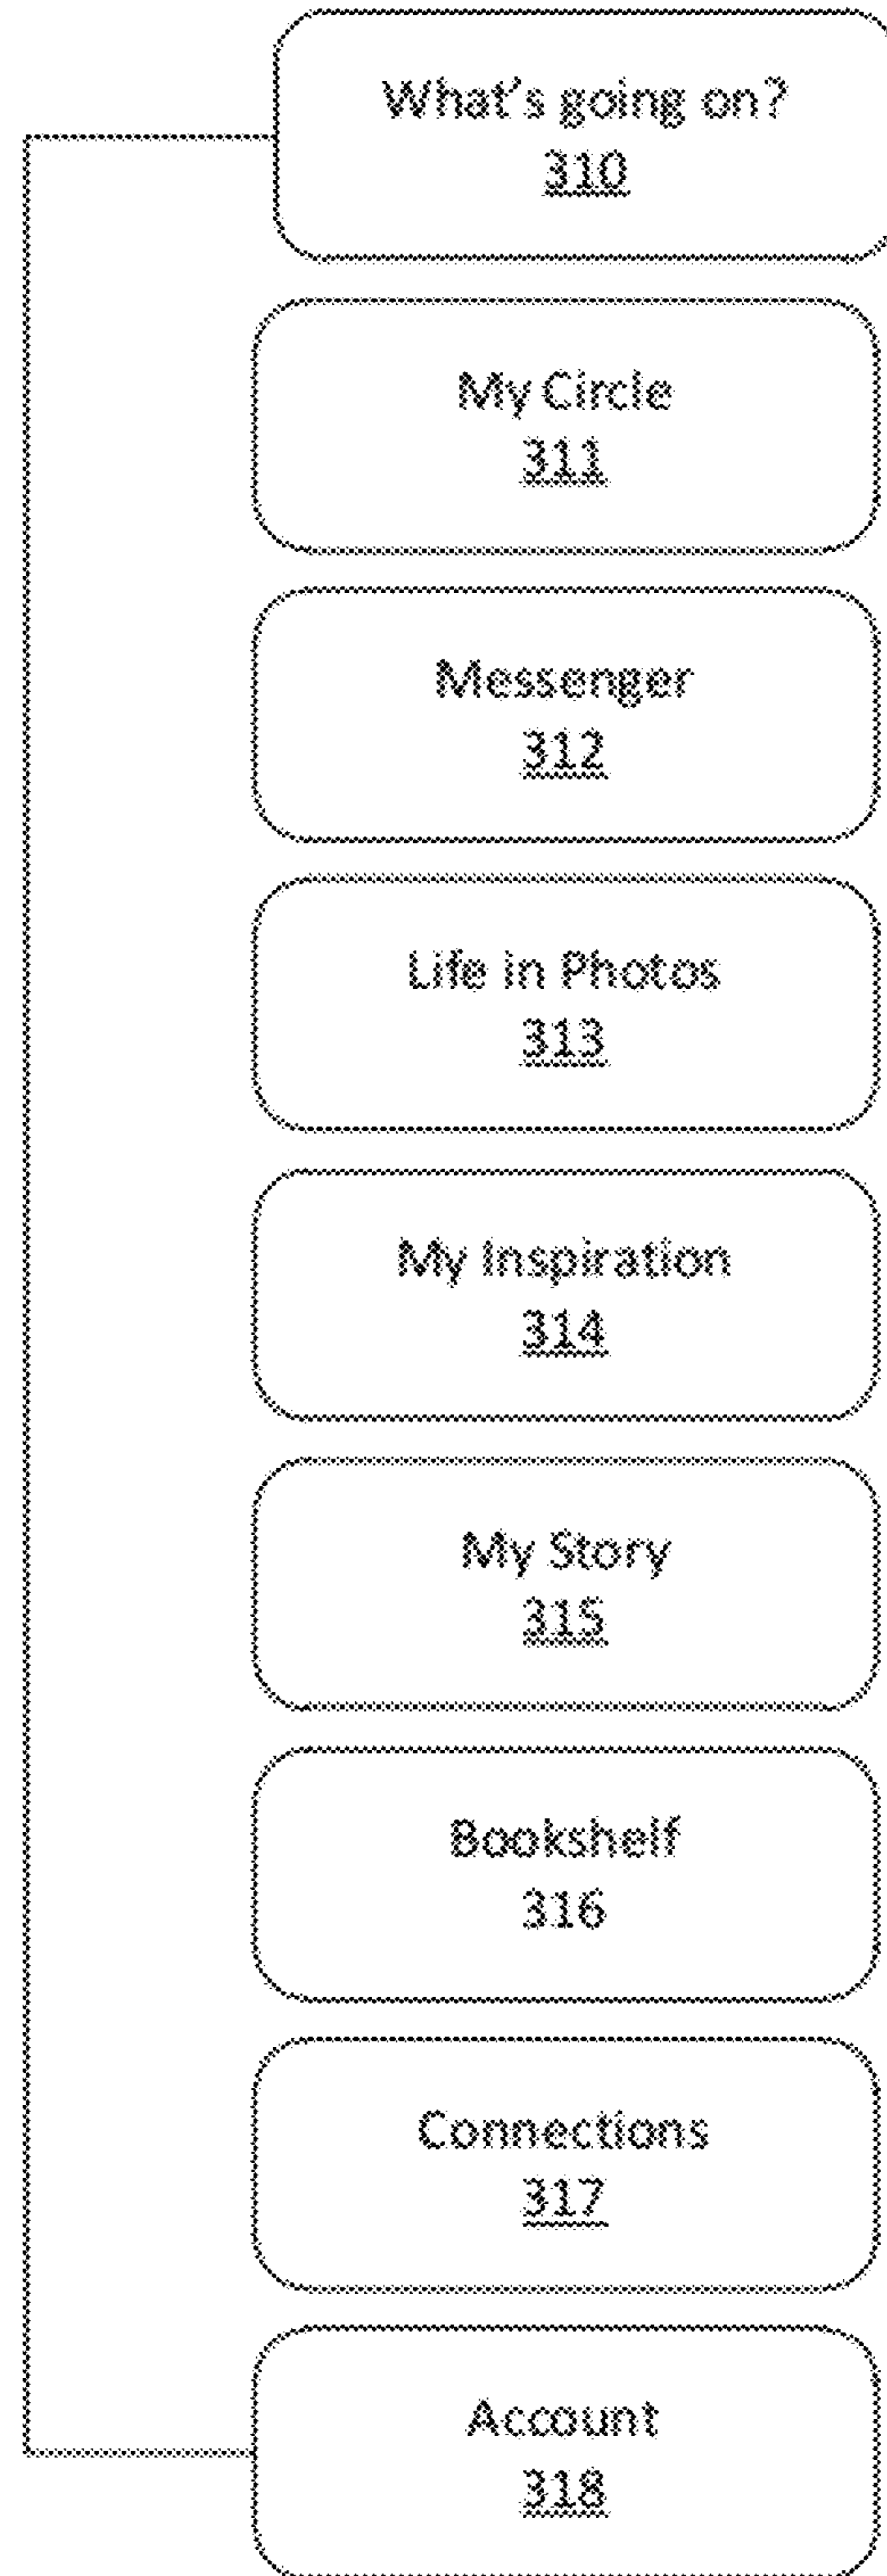 What's going on?
310
My Circle
311
Messenger
312
Life in Photos
313
My Inspiration
314
My Story
315
Bookshelf
316
Connections
317
Account
318